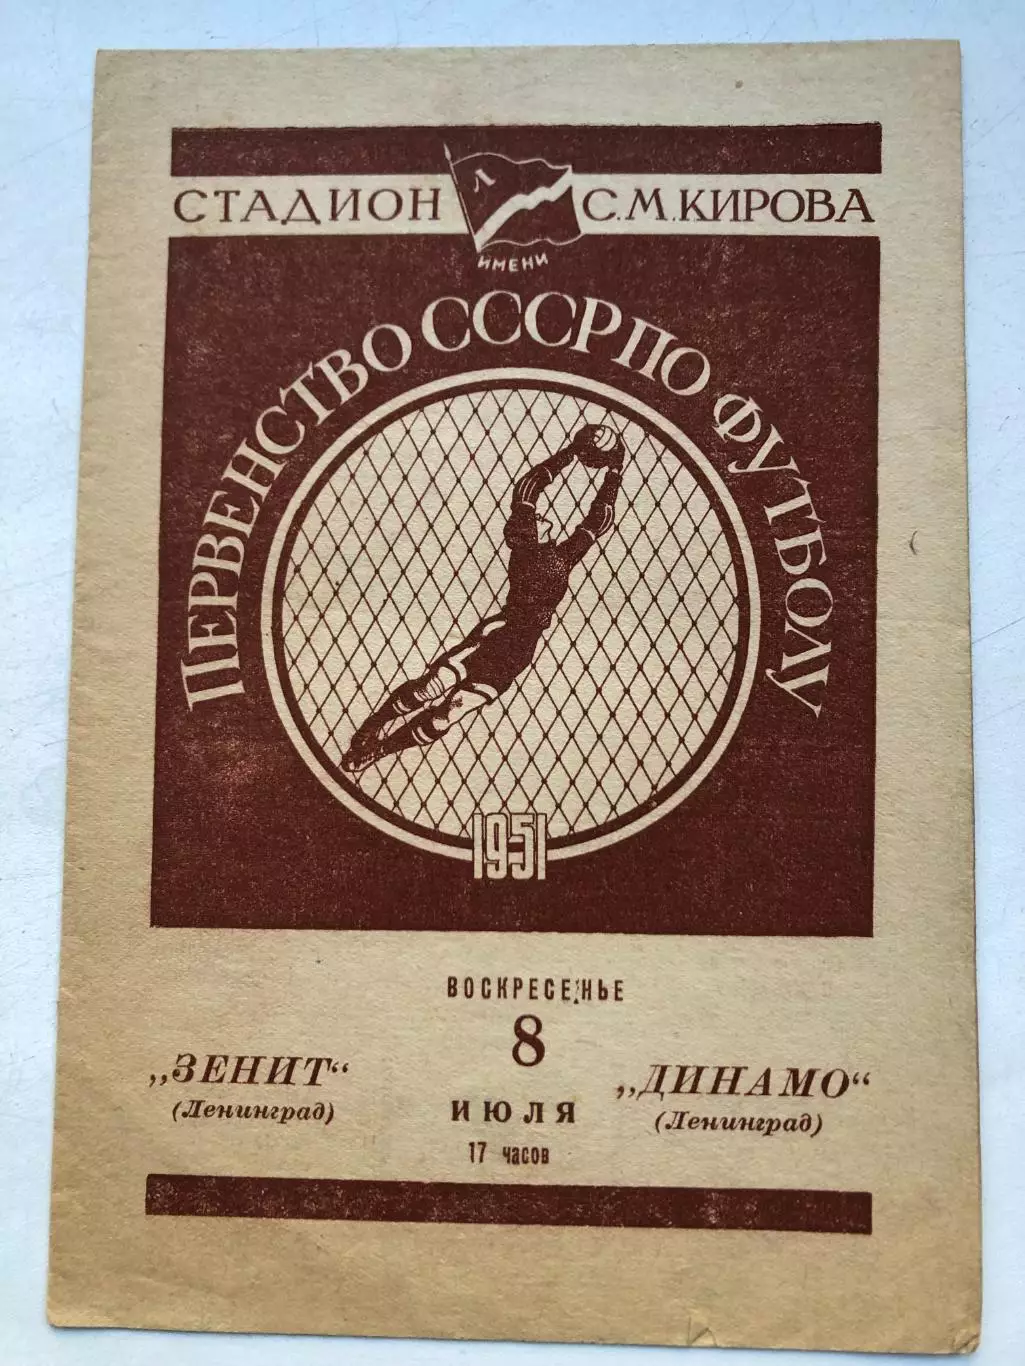 СТАДИОН
Л
ИМЕНИ
С.М.КИРОВА
ПЕРВЕНСТВО СССР ПО ФУТБОЛУ
1951
ВОСКРЕСЕНЬЕ
8
ИЮЛЯ
17 часов
„ЗЕНИТ“
(Ленинград)
„ДИНАМО“
(Ленинград)